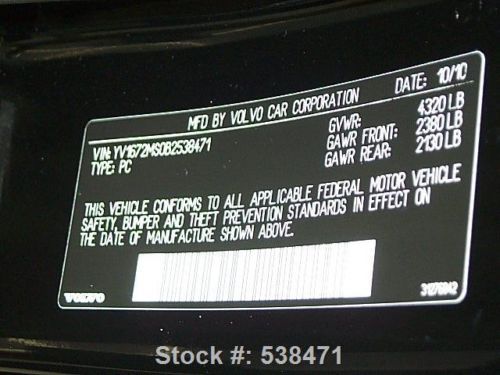 MFD BY VOLVO CAR CORPORATION DATE: 10/10
VIN: YV1672MS0B2538471
TYPE: PC
GVWR: 4320 LB
GAWR FRONT: 2380 LB
GAWR REAR: 2130 LB
THIS VEHICLE CONFORMS TO ALL APPLICABLE FEDERAL MOTOR VEHICLE
SAFETY, BUMPER AND THEFT PREVENTION STANDARDS IN EFFECT ON
THE DATE OF MANUFACTURE SHOWN ABOVE.
VOLVO
31276842
Stock #: 538471